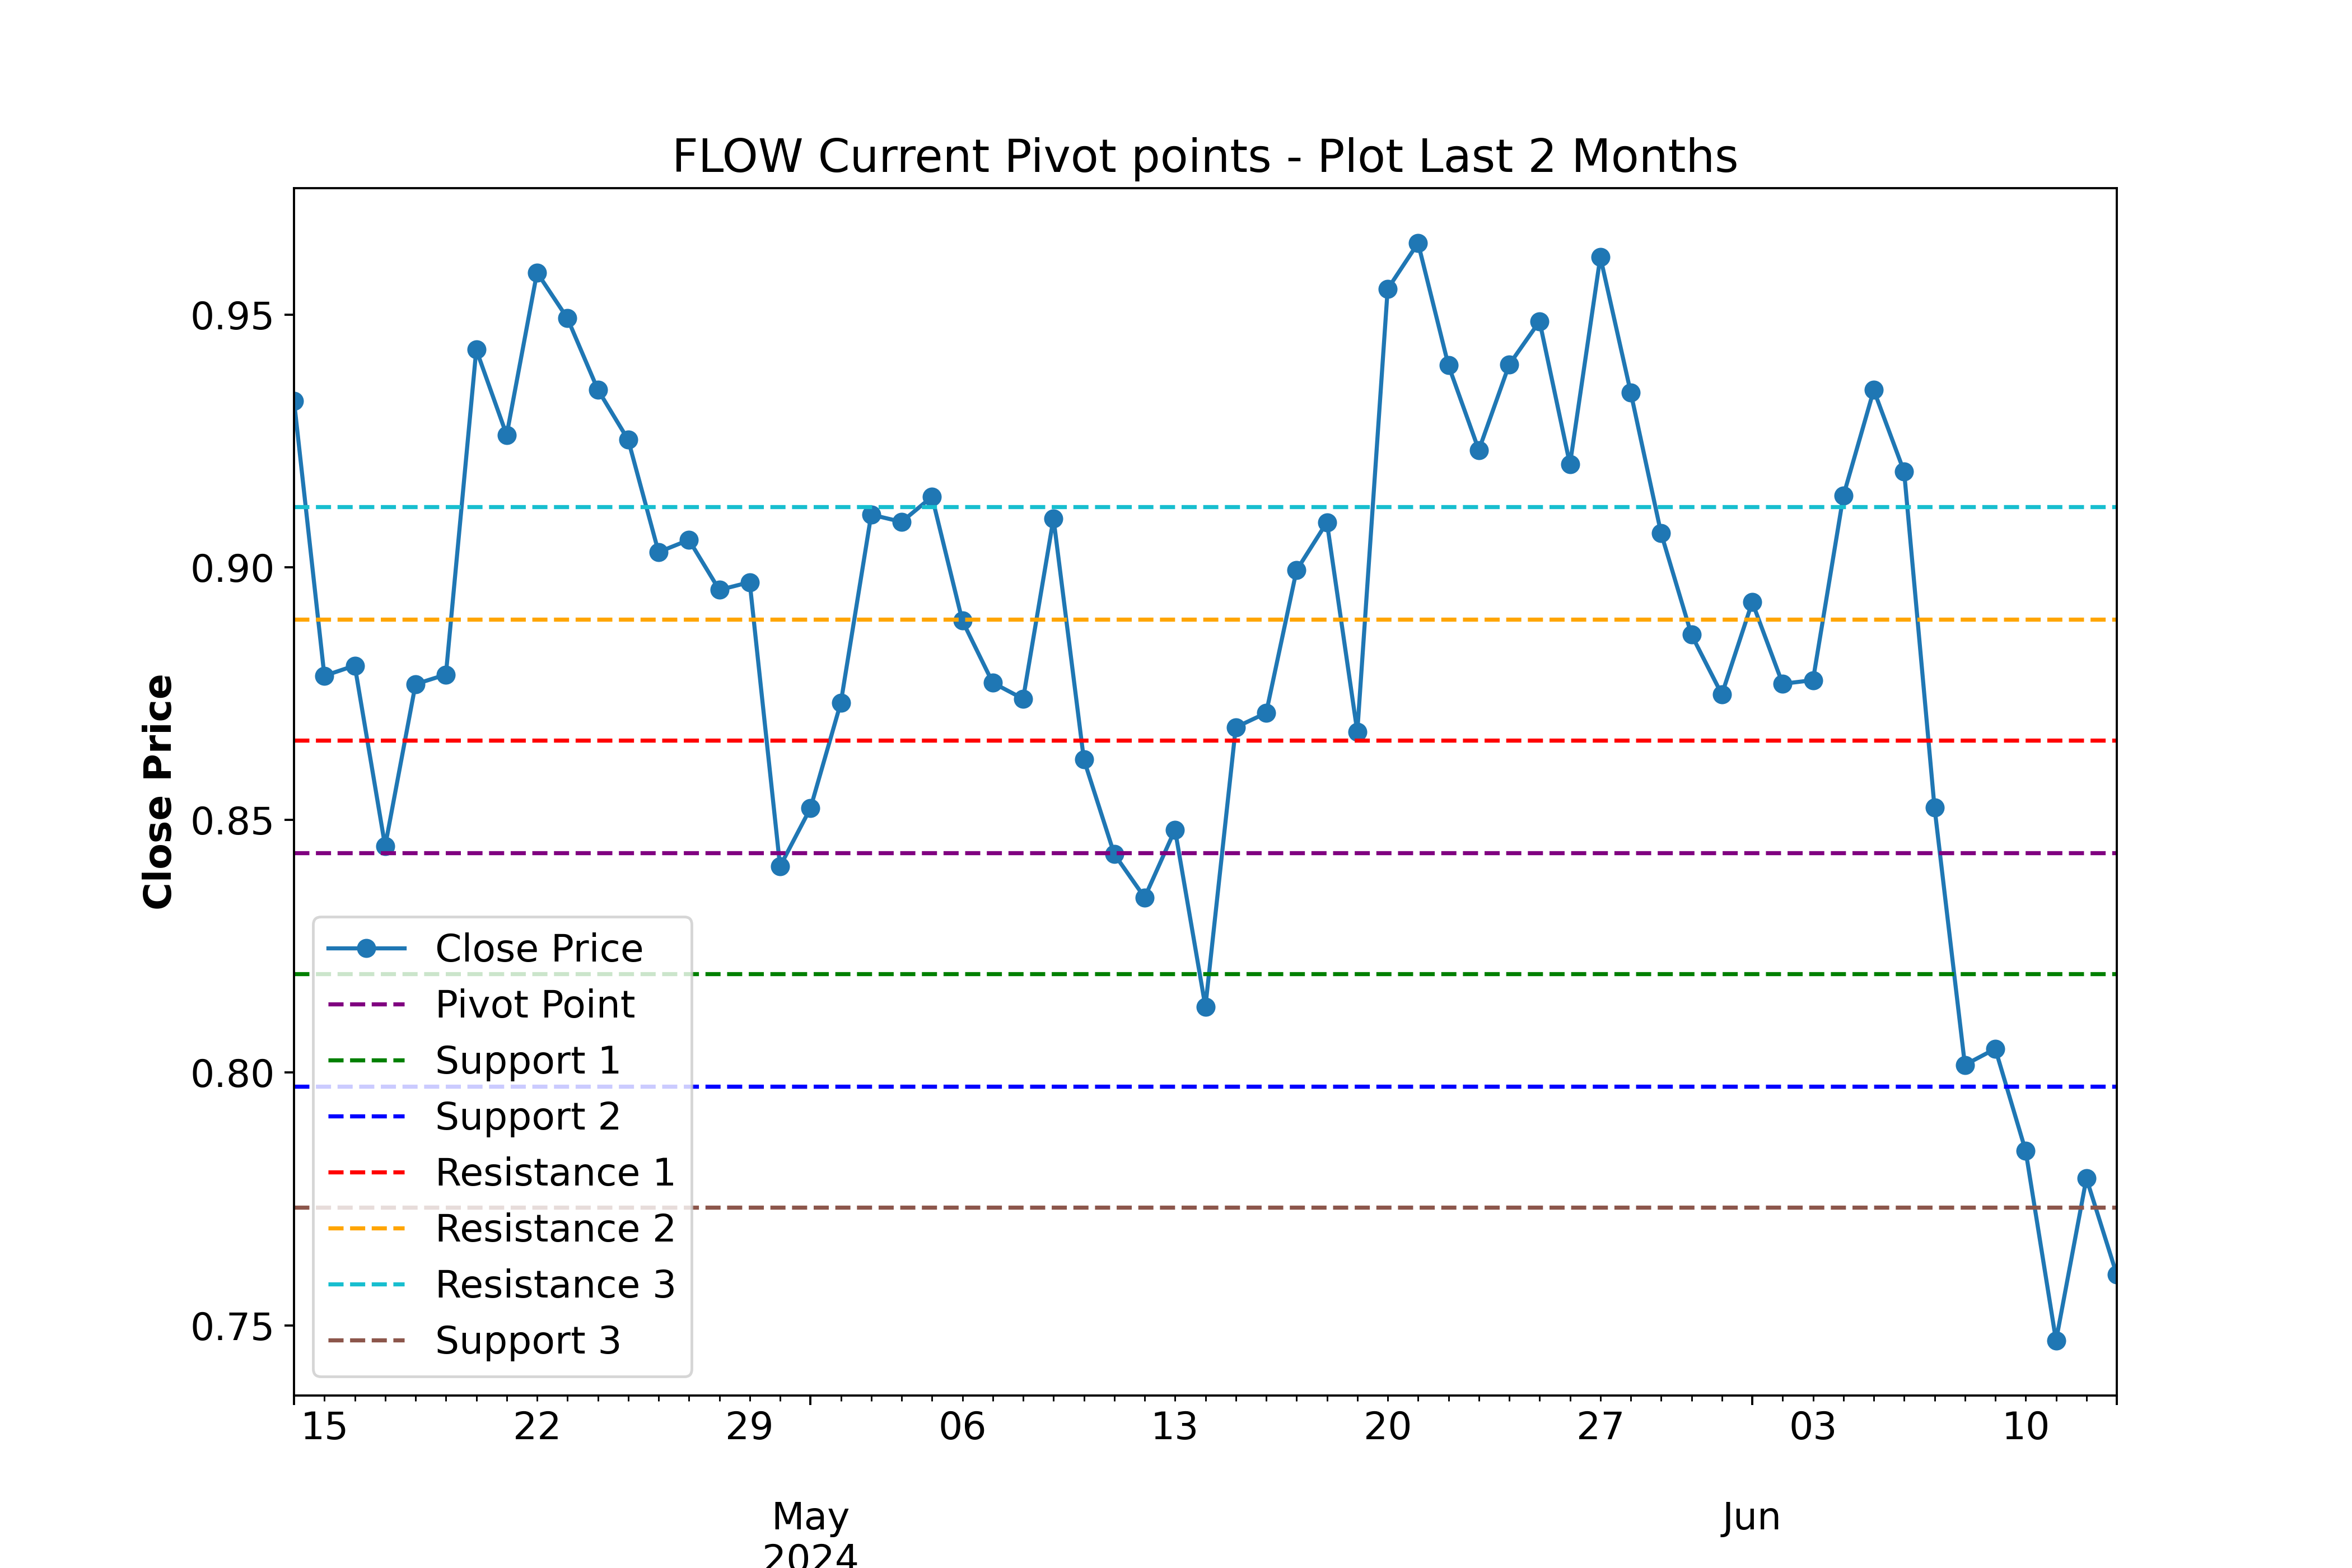 FLOW Current Pivot points - Plot Last 2 Months
Close Price
0.95
0.90
0.85
0.80
0.75
Close Price
Pivot Point
Support 1
Support 2
Resistance 1
Resistance 2
Resistance 3
Support 3
15 22 29 06 13 20 27 03 10
May Jun
2024